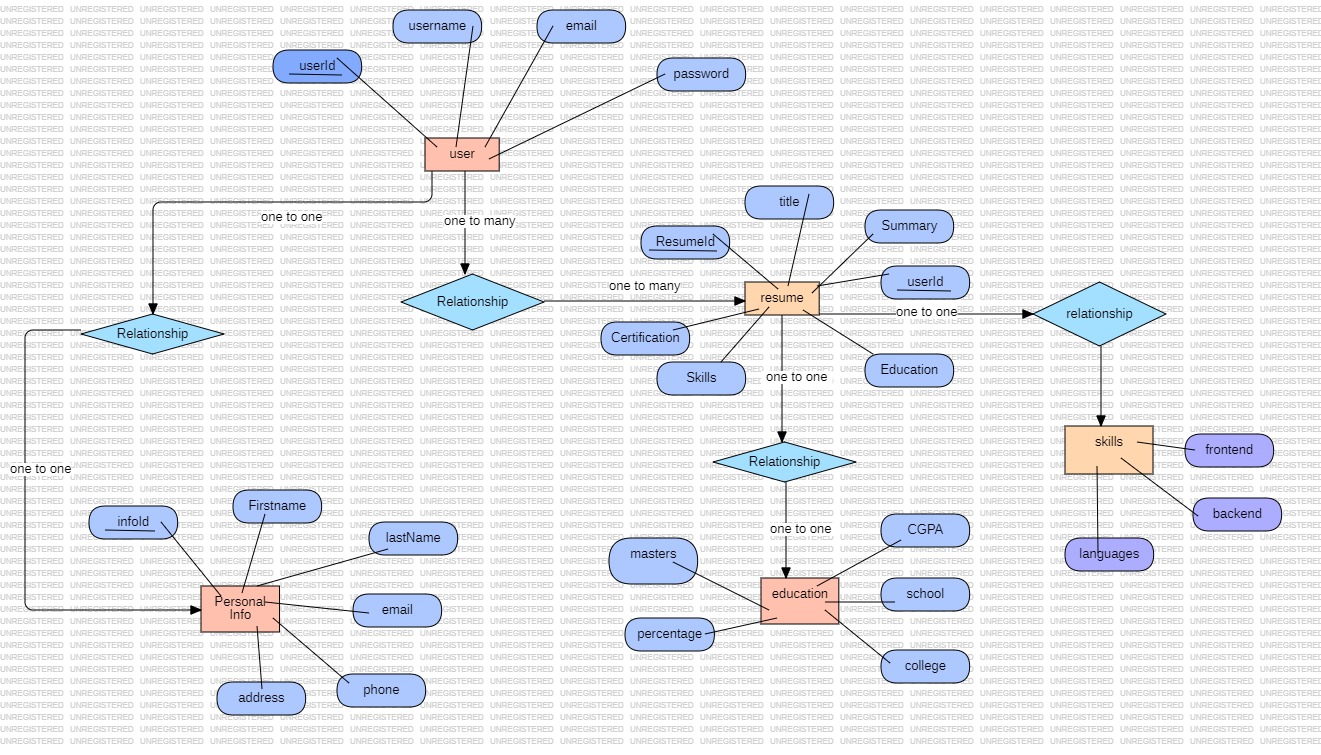 username
email
userId
password
user
one to one
one to many
title
Summary
ResumeId
userId
Relationship
one to many
resume
one to one
relationship
Relationship
Certification
Skills
one to one
Education
skills
frontend
Relationship
one to one
backend
languages
infoId
Firstname
lastName
masters
one to one
CGPA
Personal
Info
email
education
school
percentage
college
address
phone
UNREGISTERED